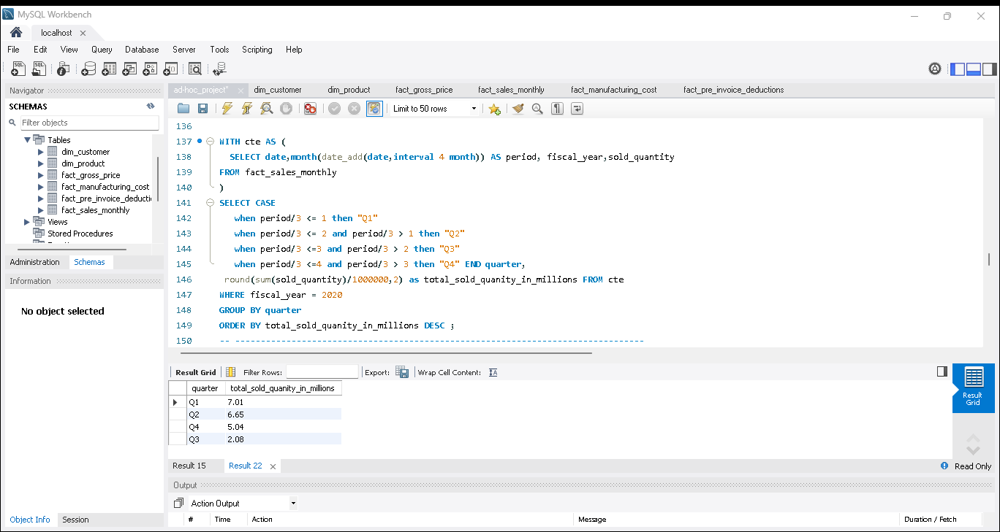 MySQL Workbench
localhost
File Edit View Query Database Server Tools Scripting Help
Navigator
SCHEMAS
Filter objects
Tables
dim_customer
dim_product
fact_gross_price
fact_manufacturing_cost
fact_pre_invoice_deducti
fact_sales_monthly
Views
Stored Procedures
Administration Schemas
Information
No object selected
Object Info Session
ad-hoc_project* dim_customer dim_product fact_gross_price fact_sales_monthly fact_manufacturing_cost fact_pre_invoice_deductions
Limit to 50 rows
136
137 WITH cte AS (
138 SELECT date,month(date_add(date,interval 4 month)) AS period, fiscal_year,sold_quantity
139 FROM fact_sales_monthly
140 )
141 SELECT CASE
142 when period/3 <= 1 then "Q1"
143 when period/3 <= 2 and period/3 > 1 then "Q2"
144 when period/3 <=3 and period/3 > 2 then "Q3"
145 when period/3 <=4 and period/3 > 3 then "Q4" END quarter,
146 round(sum(sold_quantity)/1000000,2) as total_sold_quanity_in_millions FROM cte
147 WHERE fiscal_year = 2020
148 GROUP BY quarter
149 ORDER BY total_sold_quanity_in_millions DESC ;
150 -- --------------------------------------------------------------------------------
Result Grid Filter Rows: Export: Wrap Cell Content: IA
quarter total_sold_quanity_in_millions
Q1 7.01
Q2 6.65
Q4 5.04
Q3 2.08
Result
Grid
Result 15 Result 22 Read Only
Output
Action Output
# Time Action Message Duration / Fetch